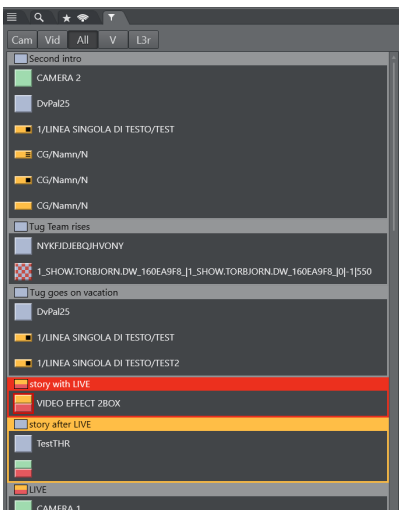 Cam Vid All V L3r
Second intro
CAMERA 2
DvPal25
1/LINEA SINGOLA DI TESTO/TEST
CG/Namn/N
CG/Namn/N
CG/Namn/N
Tug Team rises
NYKFJDJEBQJHVONY
1_SHOW.TORBJORN.DW_160EA9F8_|1_SHOW.TORBJORN.DW_160EA9F8_|0|-1|550
Tug goes on vacation
DvPal25
1/LINEA SINGOLA DI TESTO/TEST
1/LINEA SINGOLA DI TESTO/TEST2
story with LIVE
VIDEO EFFECT 2BOX
story after LIVE
TestTHR
LIVE
CAMERA 1